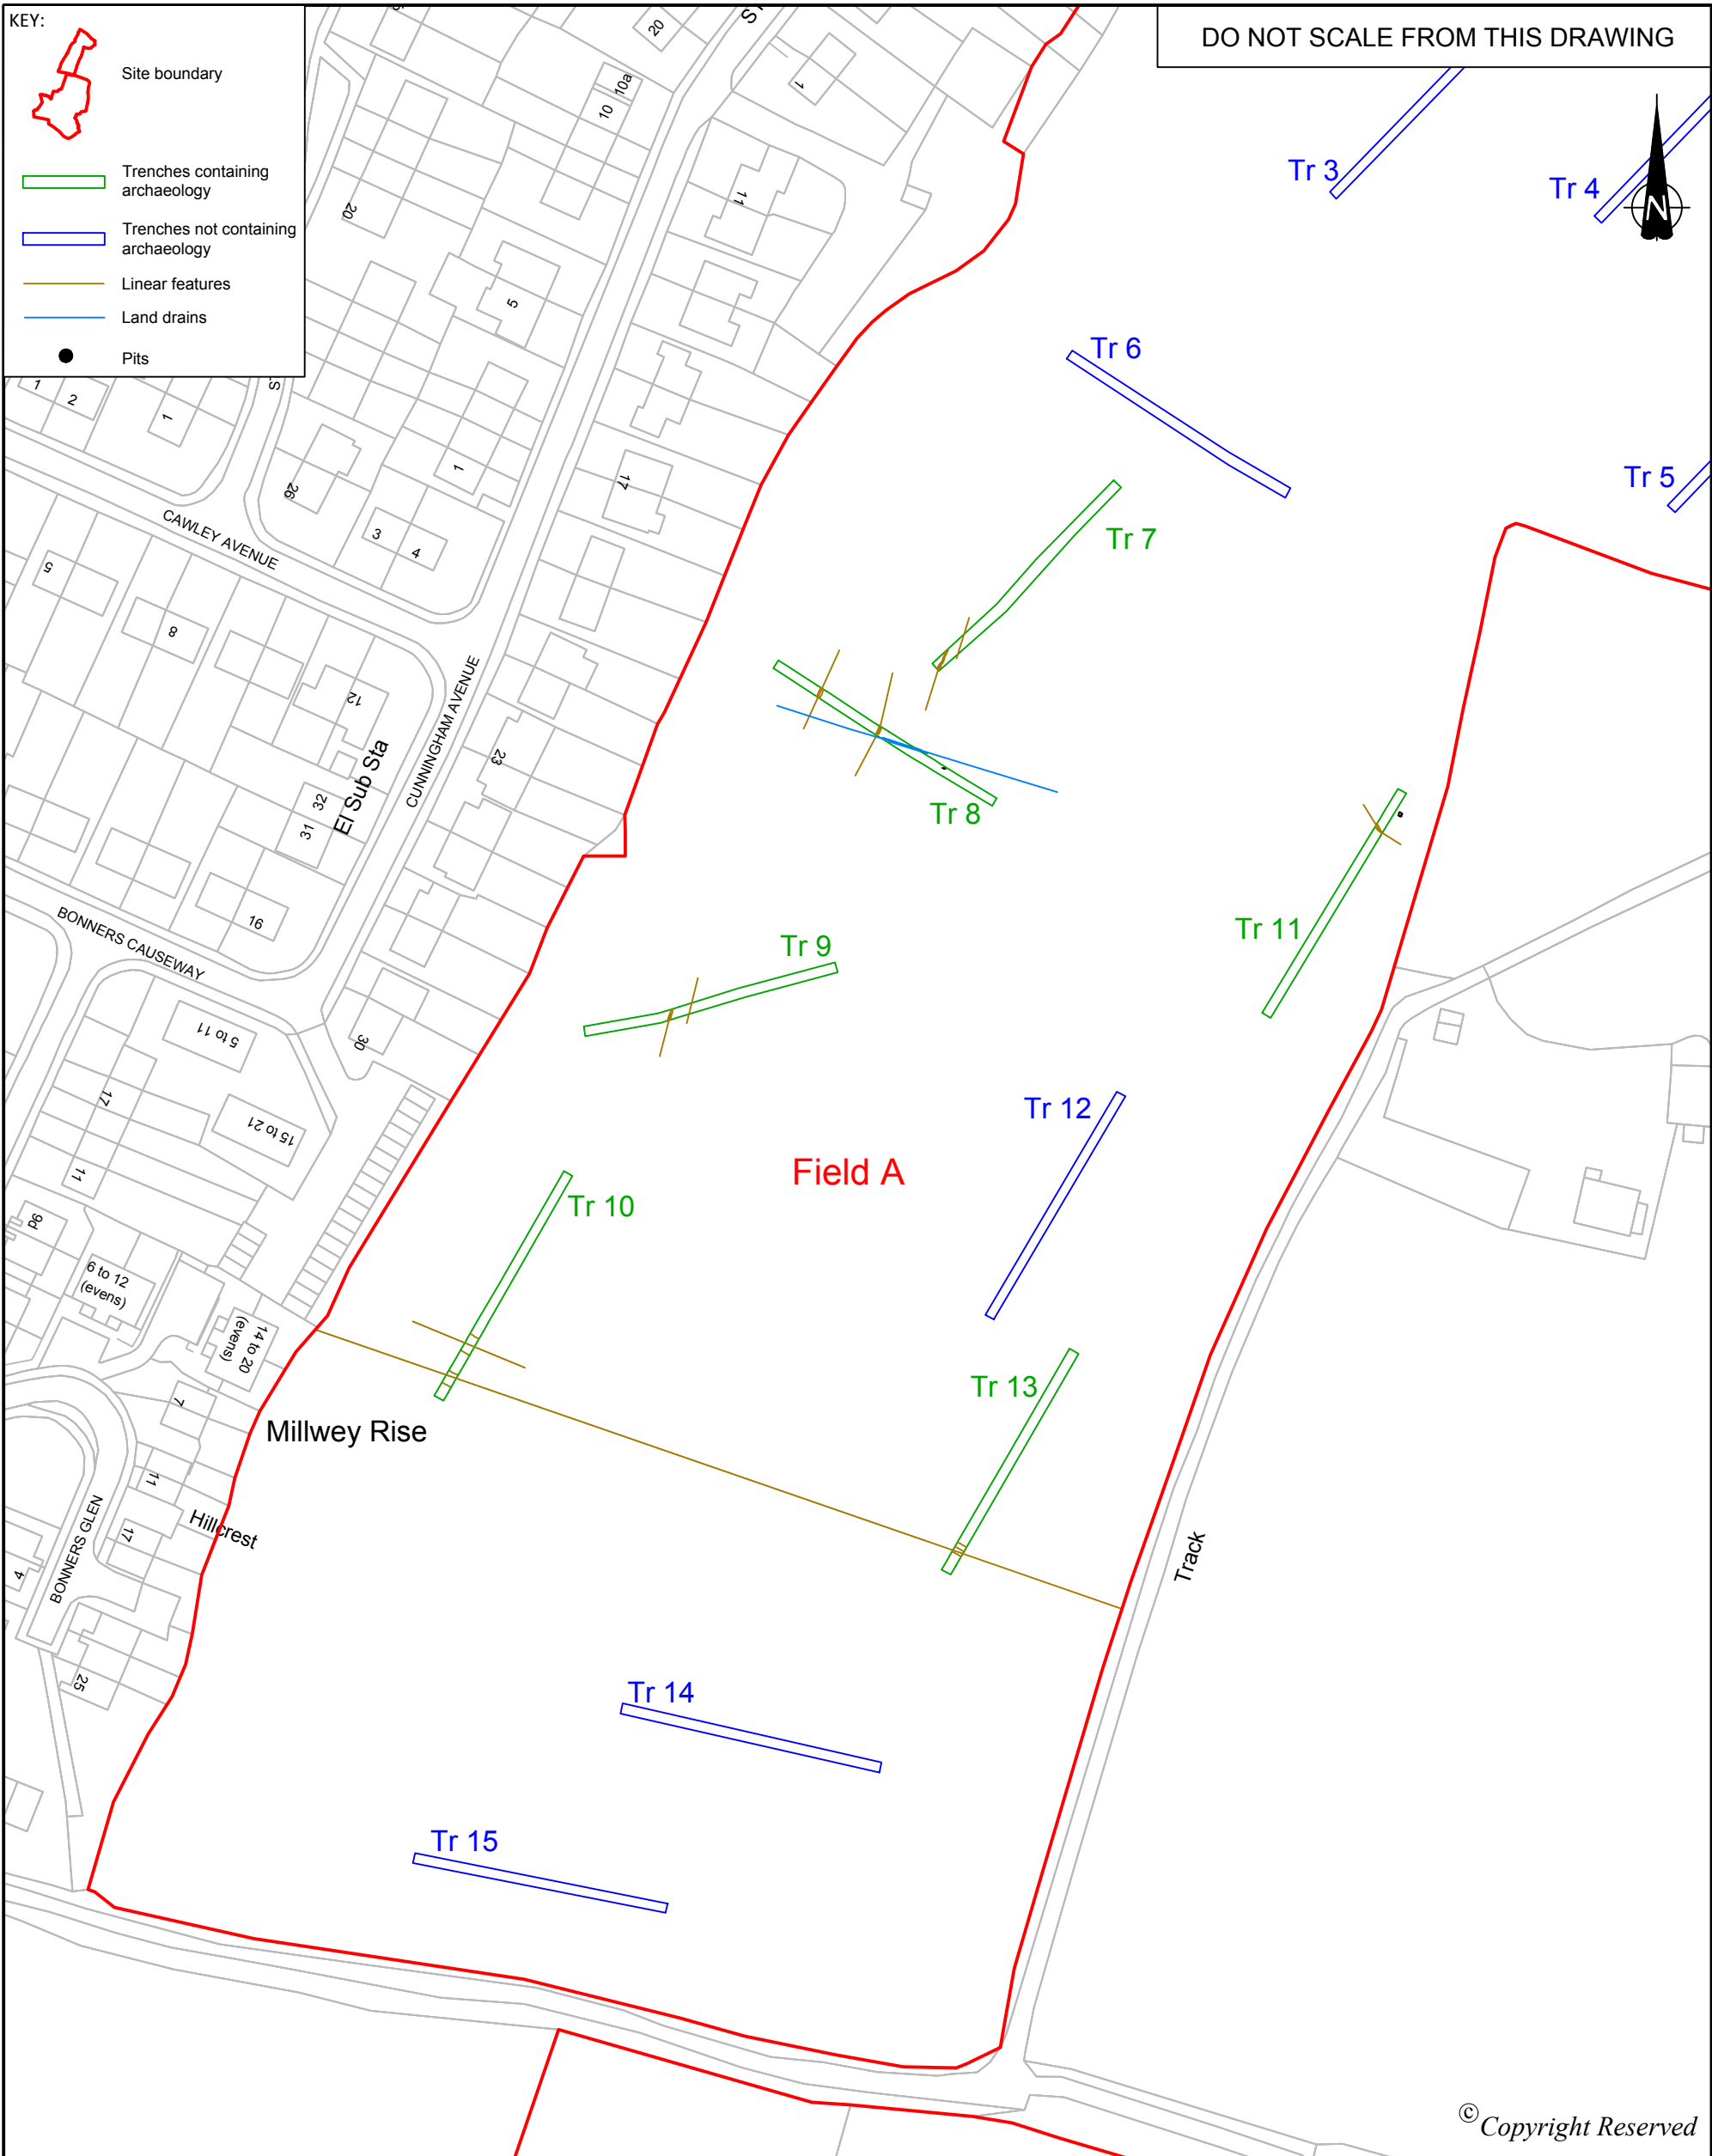 KEY:
Site boundary
Trenches containing
archaeology
Trenches not containing
archaeology
Linear features
Land drains
Pits
DO NOT SCALE FROM THIS DRAWING
N
Tr 3
Tr 4
Tr 5
Tr 6
Tr 7
Tr 8
Tr 9
Tr 10
Tr 11
Tr 12
Tr 13
Tr 14
Tr 15
Field A
Millwey Rise
Hillcrest
Track
El Sub Sta
CAWLEY AVENUE
CUNNINGHAM AVENUE
BONNERS CAUSEWAY
BONNERS GLEN
20
10a
10
1
11
20
5
1
2
1
1
26
3
4
17
5
8
12
23
32
31
16
30
5 to 11
17
15 to 21
11
9d
6 to 12
(evens)
14 to 20
(evens)
7
11
17
4
25
© Copyright Reserved